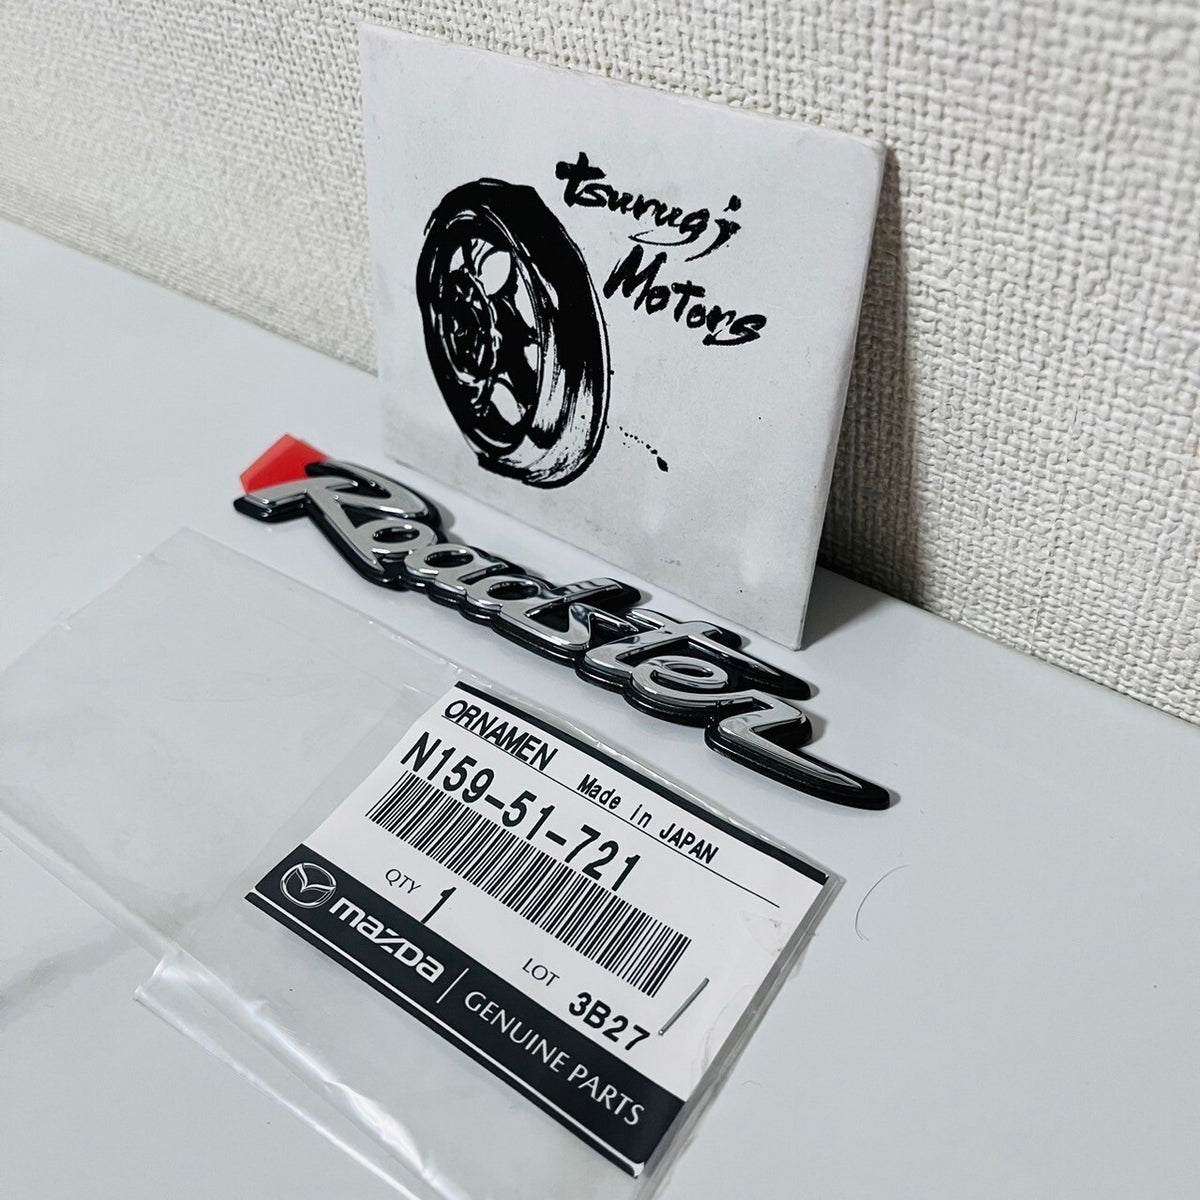 tsurugi
Motors
Roadster
ORNAMEN
Made in JAPAN
N159-51-721
QTY 1
LOT 3B27
mazDa | GENUINE PARTS